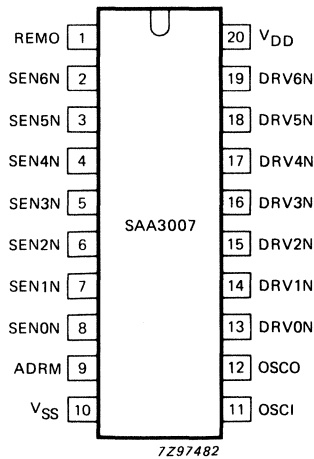 REMO 1 20 VDD
SEN6N 2 19 DRV6N
SEN5N 3 18 DRV5N
SEN4N 4 17 DRV4N
SEN3N 5 16 DRV3N
SAA3007
SEN2N 6 15 DRV2N
SEN1N 7 14 DRV1N
SEN0N 8 13 DRV0N
ADRM 9 12 OSCO
VSS 10 11 OSCI
7Z97482